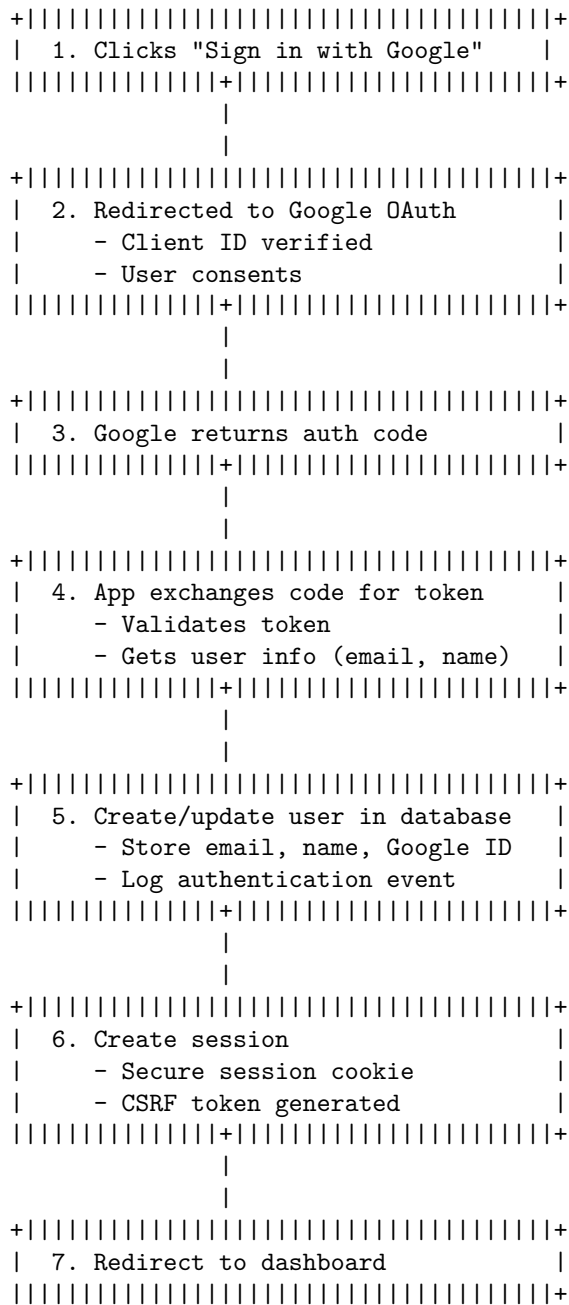 1. Clicks "Sign in with Google"
2. Redirected to Google OAuth
- Client ID verified
- User consents
3. Google returns auth code
4. App exchanges code for token
- Validates token
- Gets user info (email, name)
5. Create/update user in database
- Store email, name, Google ID
- Log authentication event
6. Create session
- Secure session cookie
- CSRF token generated
7. Redirect to dashboard